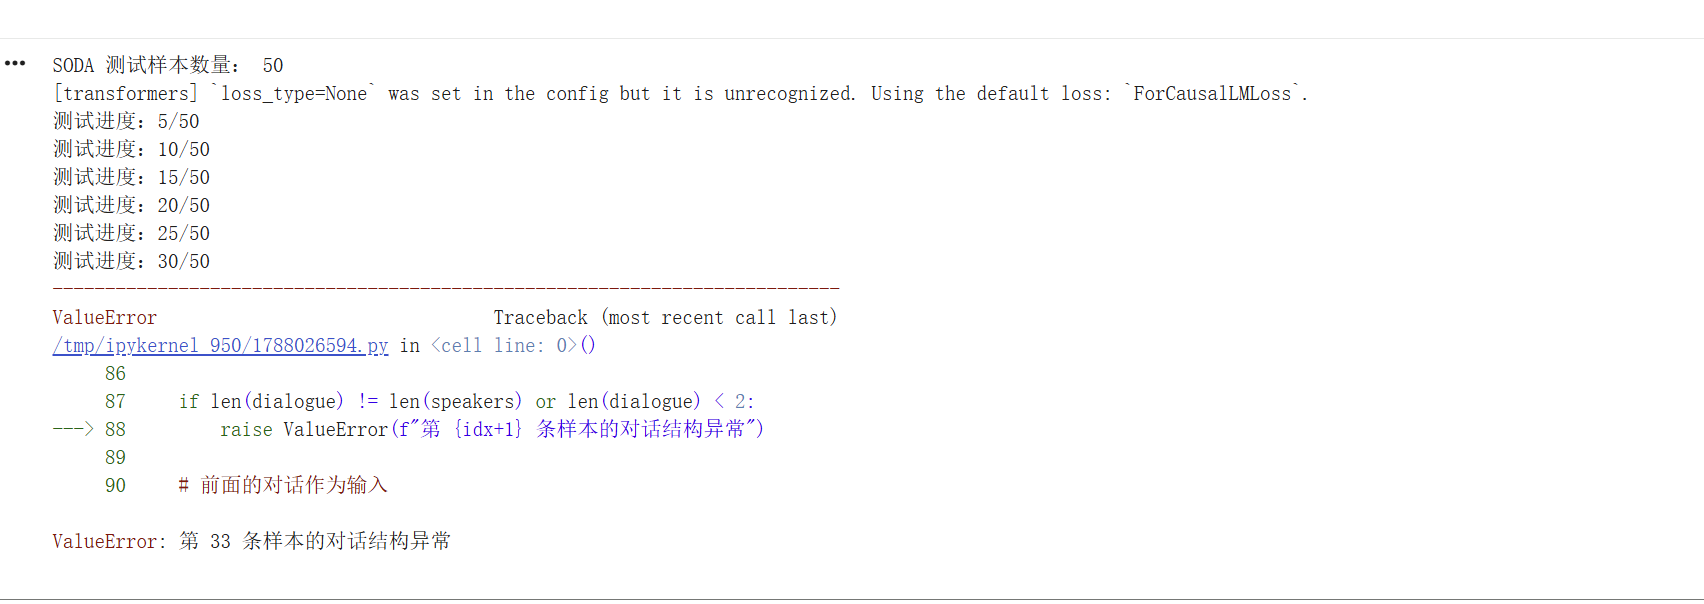 SODA 测试样本数量： 50
[transformers] `loss_type=None` was set in the config but it is unrecognized. Using the default loss: `ForCausalLMLoss`.
测试进度：5/50
测试进度：10/50
测试进度：15/50
测试进度：20/50
测试进度：25/50
测试进度：30/50
---------------------------------------------------------------------------
ValueError                                Traceback (most recent call last)
/tmp/ipykernel_950/1788026594.py in <cell line: 0>()
     86
     87     if len(dialogue) != len(speakers) or len(dialogue) < 2:
---> 88         raise ValueError(f"第 {idx+1} 条样本的对话结构异常")
     89
     90     # 前面的对话作为输入
ValueError: 第 33 条样本的对话结构异常